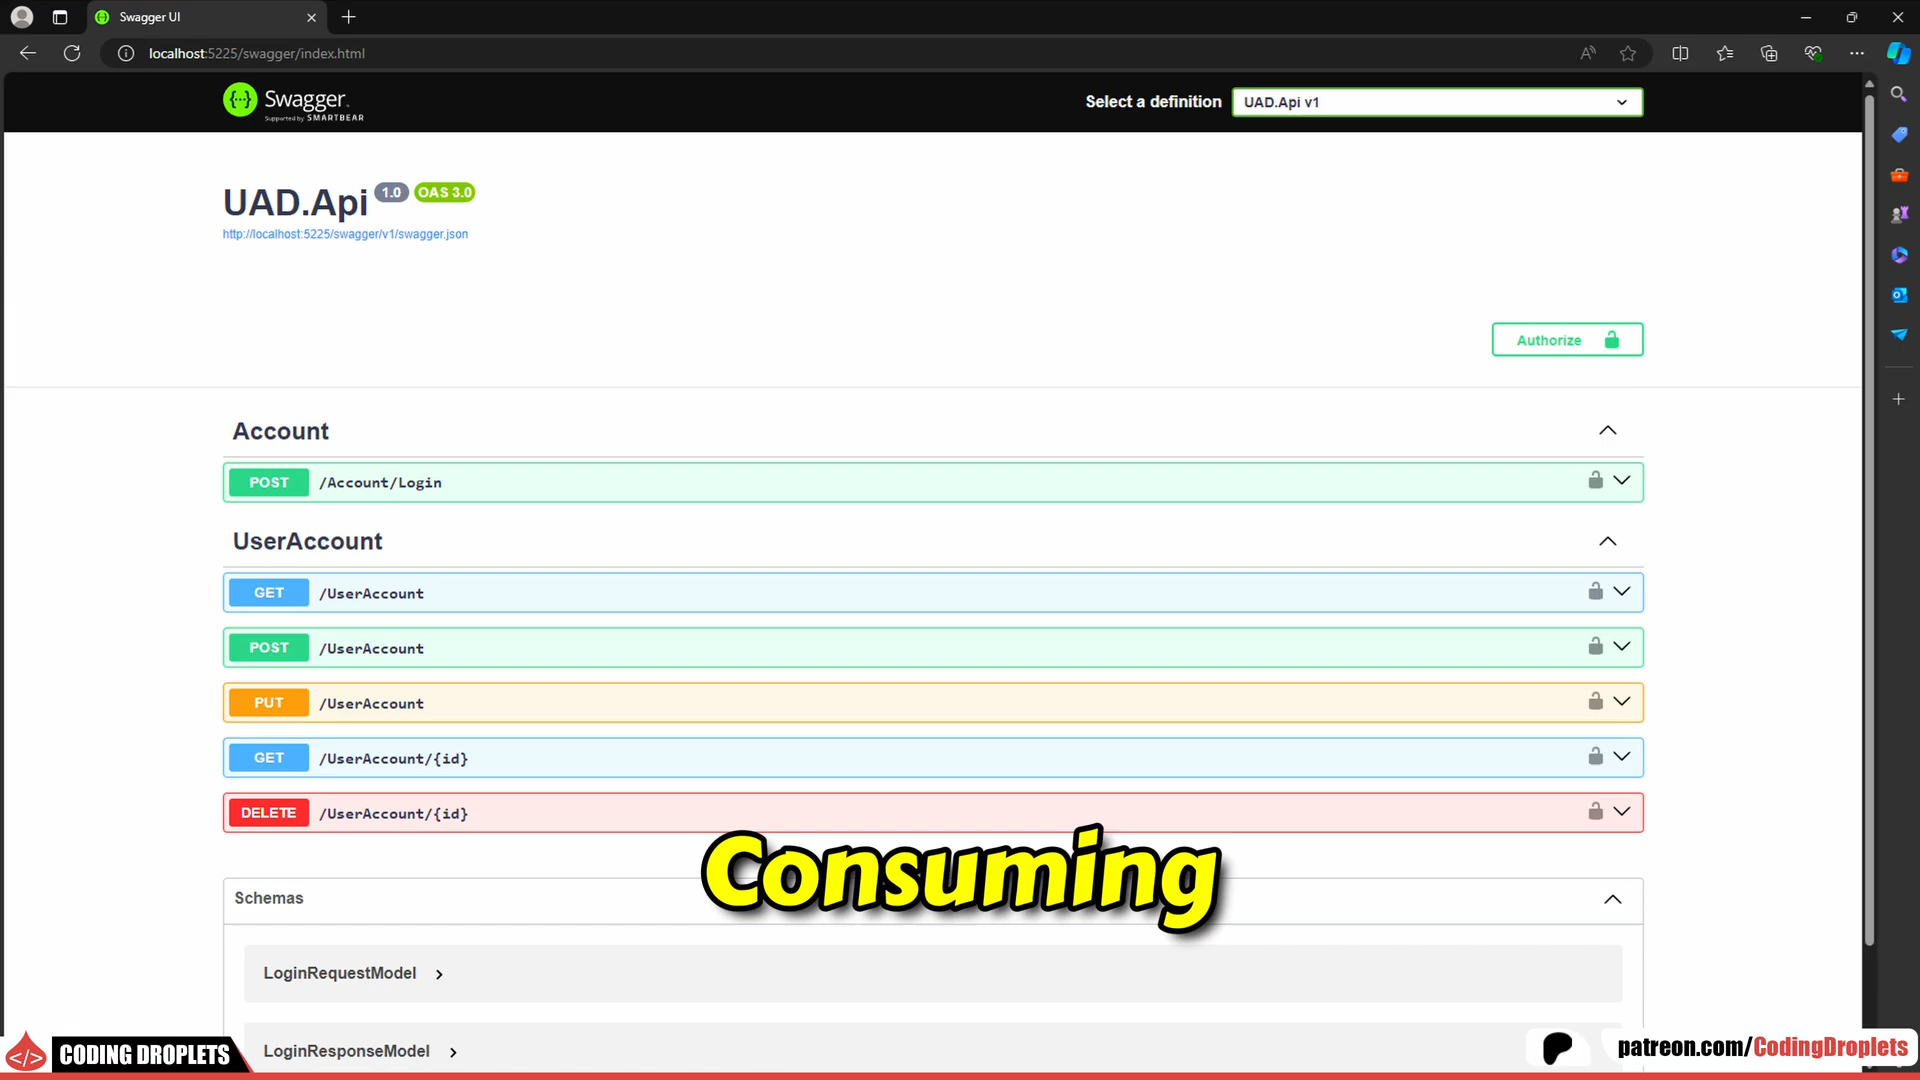 Swagger UI
localhost:5225/swagger/index.html
Swagger.
Supported by SMARTBEAR
Select a definition
UAD.Api v1
UAD.Api 1.0 OAS 3.0
http://localhost:5225/swagger/v1/swagger.json
Authorize
Account
POST /Account/Login
UserAccount
GET /UserAccount
POST /UserAccount
PUT /UserAccount
GET /UserAccount/{id}
DELETE /UserAccount/{id}
Consuming
Schemas
LoginRequestModel
LoginResponseModel
CODING DROPLETS
patreon.com/CodingDroplets